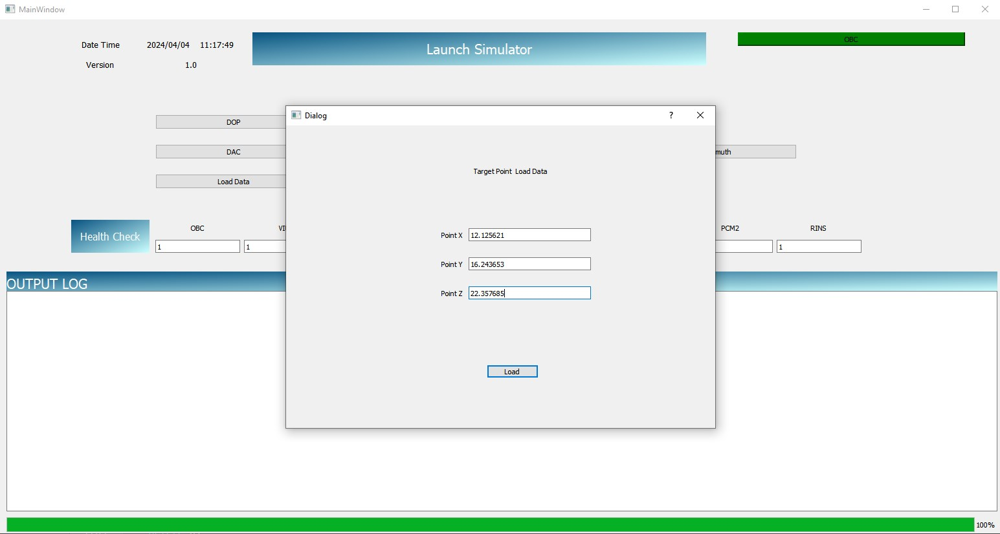 MainWindow
Date Time 2024/04/04 11:17:49
Launch Simulator
OBC
Version 1.0
Dialog ?
DOP
DAC
muth
Target Point Load Data
Load Data
Health Check
OBC
VI
PCM2
RINS
Point X 12.125621
1
1
1
Point Y 16.243653
OUTPUT LOG
Point Z 22.357685
Load
100%